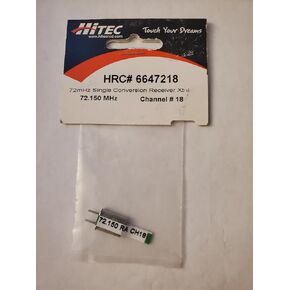 HiTEC
Touch Your Dreams
www.hitecrcd.com
HRC# 6647218
72mHz Single Conversion Receiver Xtal
72.150 MHz
Channel # 18
72.150 RA CH18